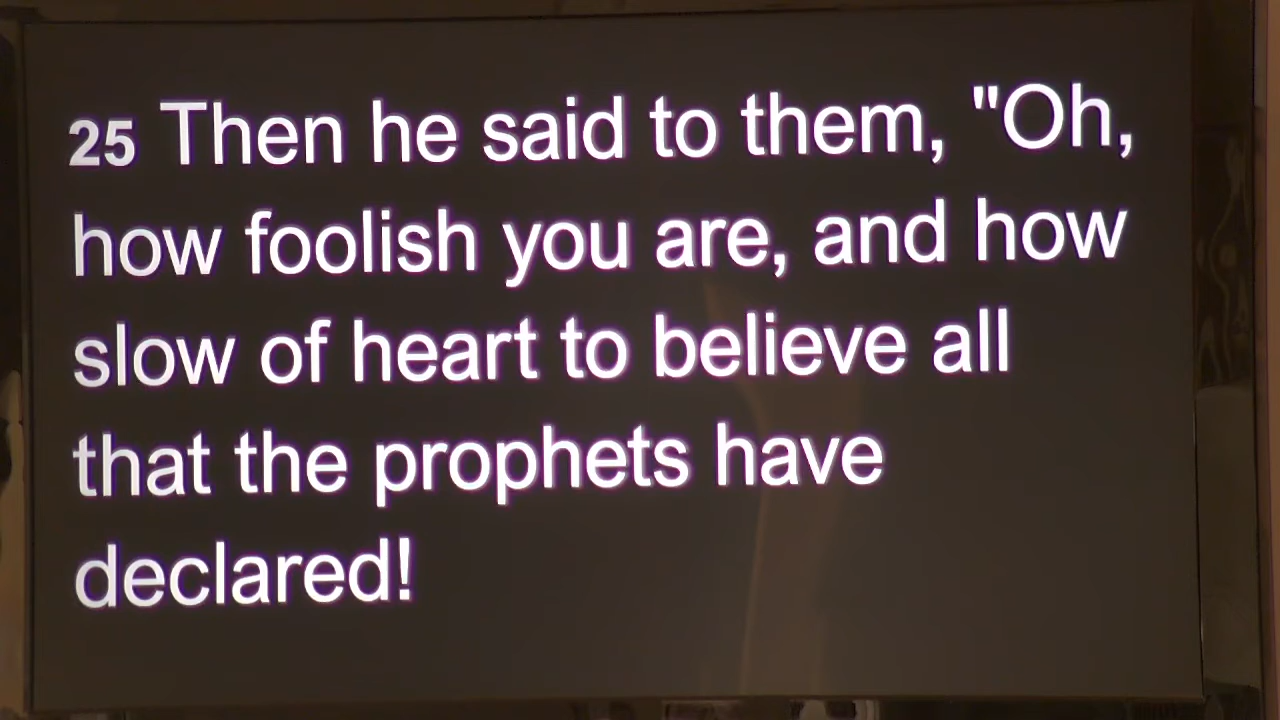 25 Then he said to them, "Oh,
how foolish you are, and how
slow of heart to believe all
that the prophets have
declared!